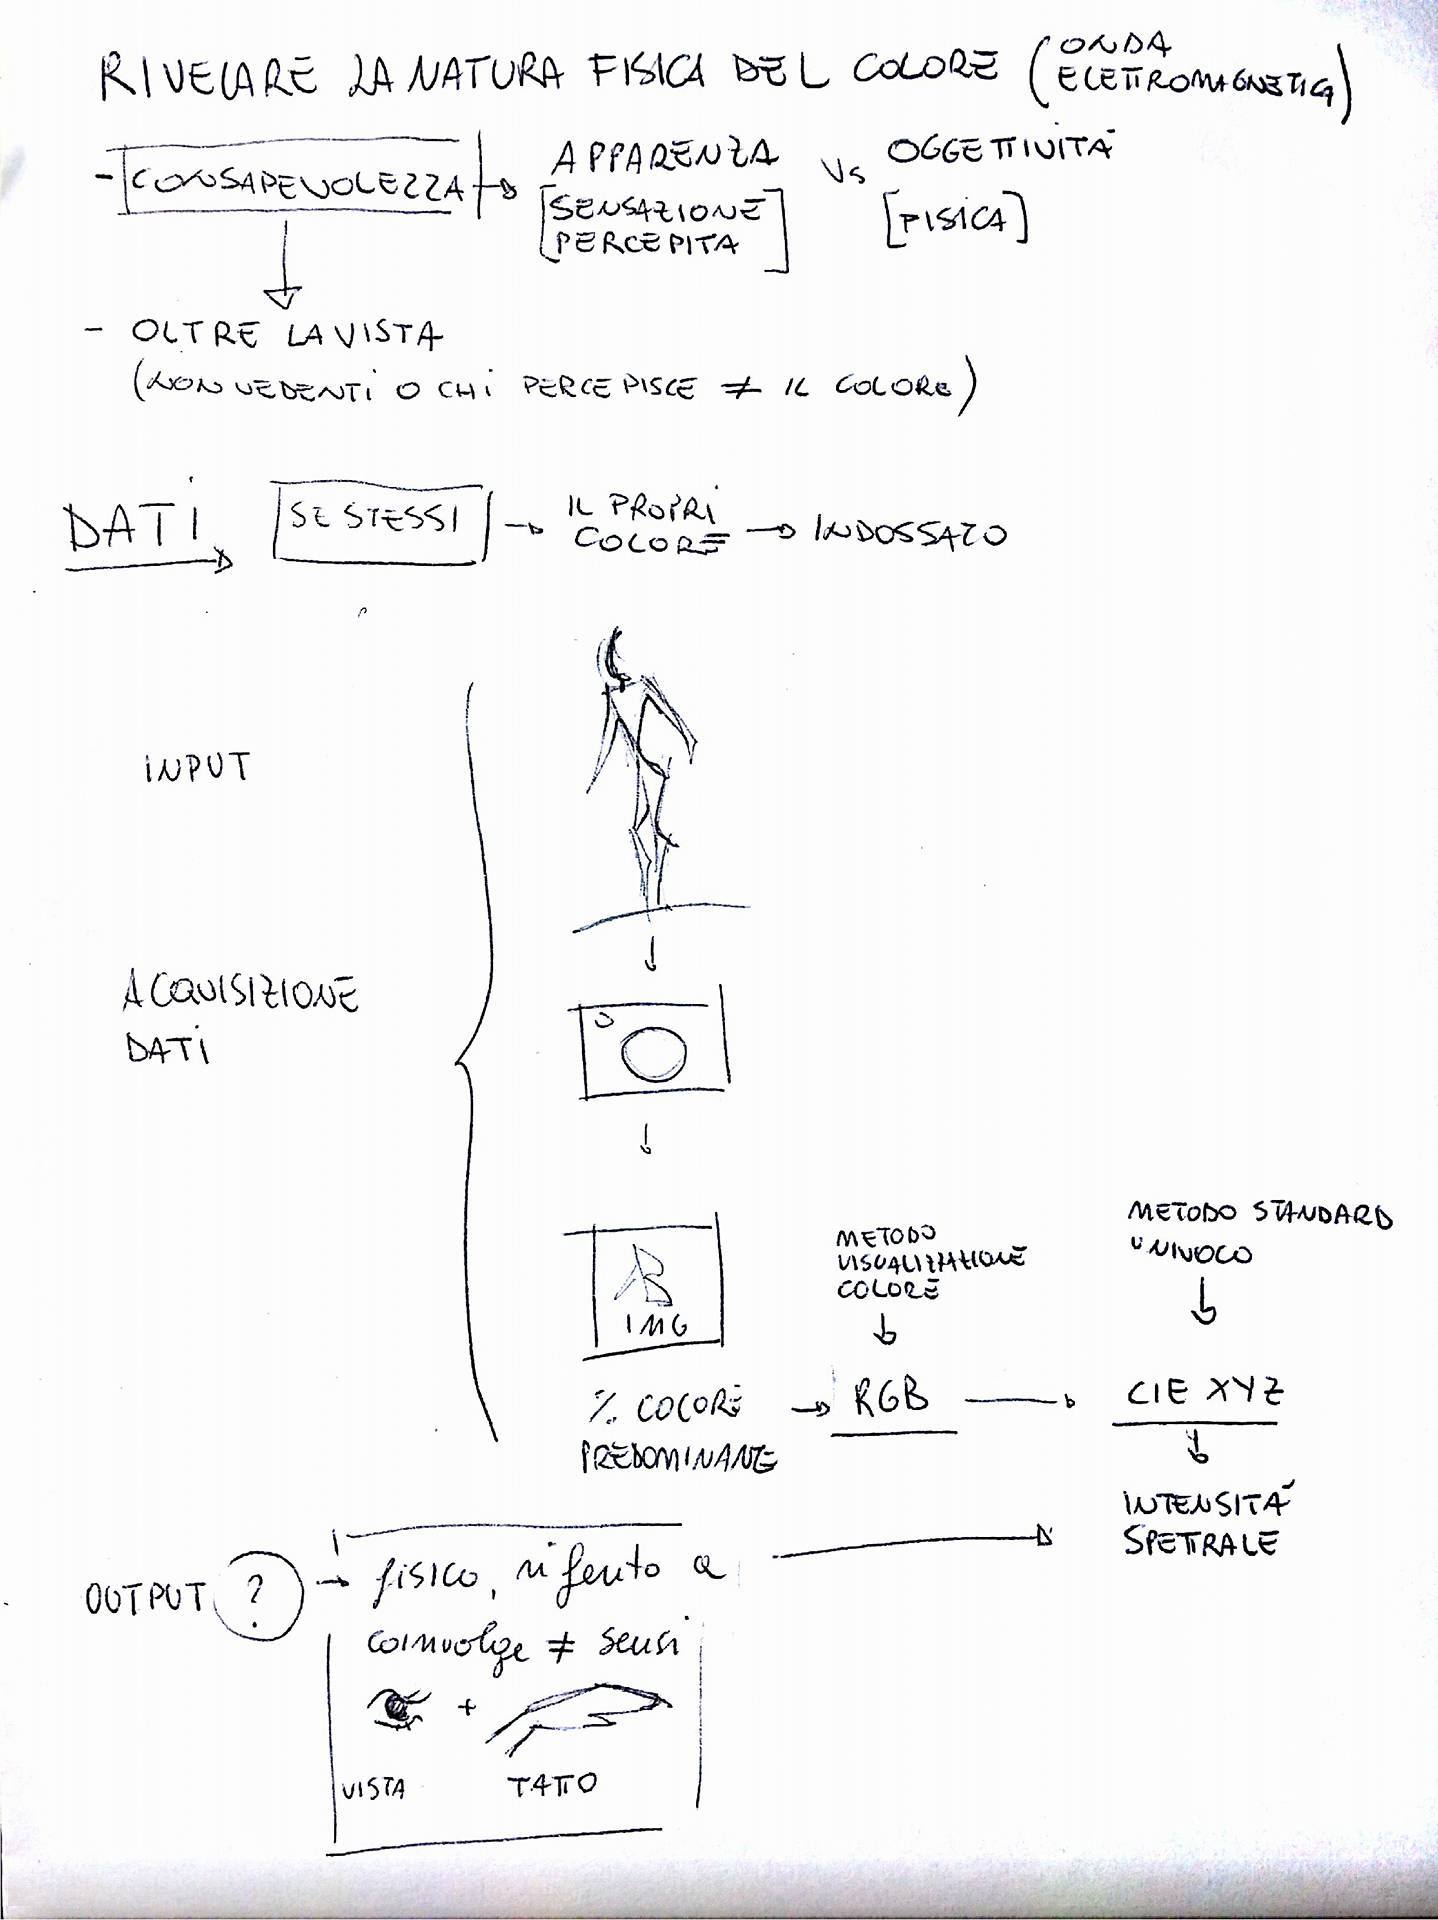 RIVELARE LA NATURA FISICA DEL COLORE (ONDA
ELETTROMAGNETICA)
- CONSAPEVOLEZZA → APPARENZA vs OGGETTIVITÀ
[SENSAZIONE
PERCEPITA]
[FISICA]
- OLTRE LA VISTA
(NON VEDENTI O CHI PERCEPISCE ≠ IL COLORE)
DATI
SE STESSI → IL PROPRI
COLORE → INDOSSATO
INPUT
ACQUISIZIONE
DATI
IMG
METODO
VISUALIZZAZIONE
COLORE
METODO STANDARD
UNIVOCO
% COLORE
PREDOMINANTE
→ RGB → CIE XYZ
INTENSITÀ
SPETTRALE
OUTPUT ? → fisico, riferito a
coinvolge ≠ sensi
+
VISTA TATTO